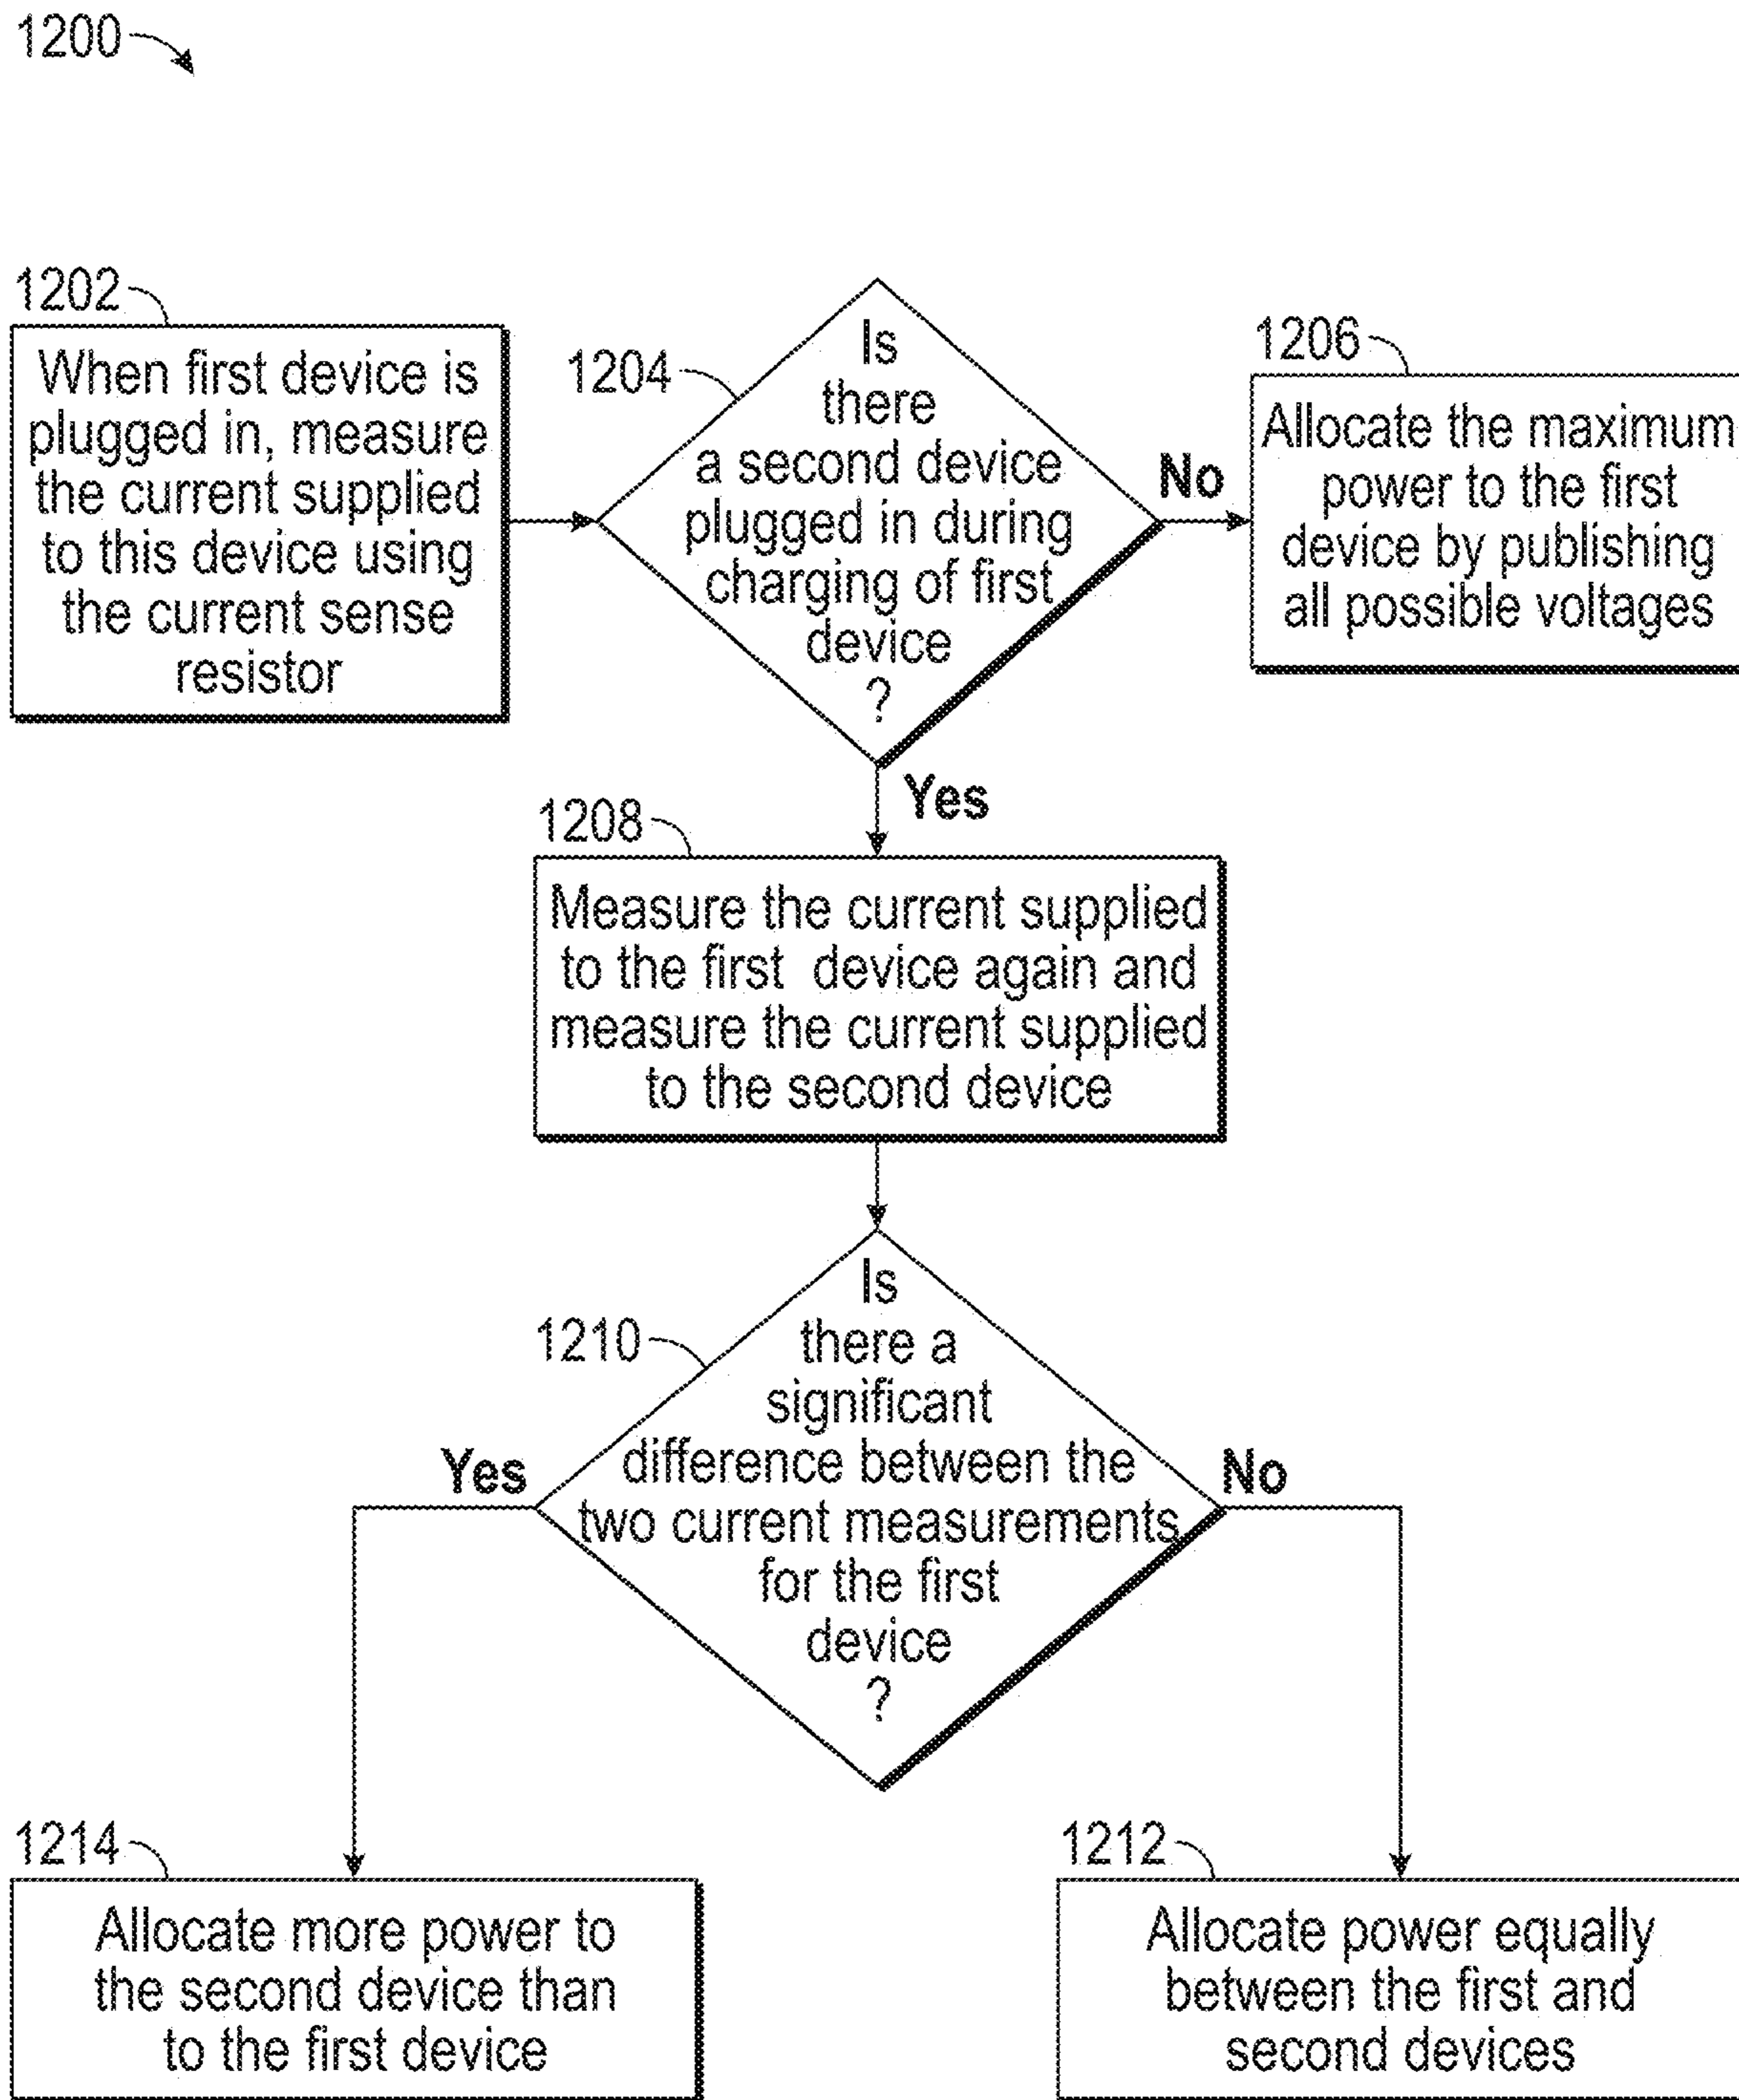 1200
1202
When first device is
plugged in, measure
the current supplied
to this device using
the current sense
resistor
1204
Is
there
a second device
plugged in during
charging of first
device
?
No
1206
Allocate the maximum
power to the first
device by publishing
all possible voltages
Yes
1208
Measure the current supplied
to the first device again and
measure the current supplied
to the second device
1210
Is
there a
significant
difference between the
two current measurements
for the first
device
?
Yes
No
1214
Allocate more power to
the second device than
to the first device
1212
Allocate power equally
between the first and
second devices